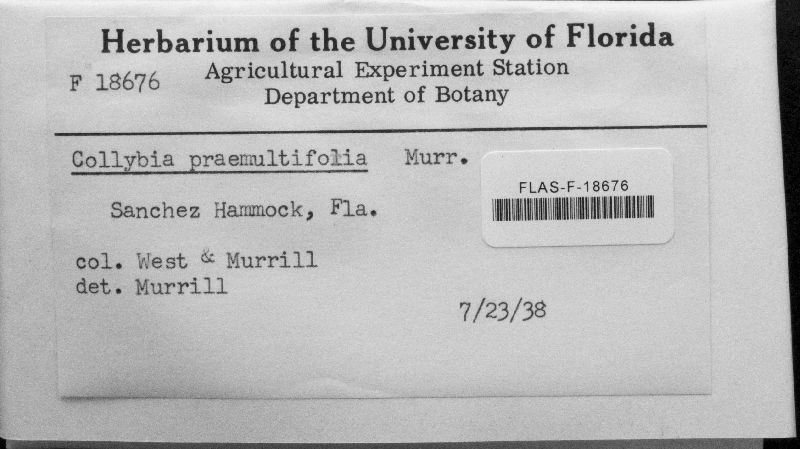 Herbarium of the University of Florida
F 18676
Agricultural Experiment Station
Department of Botany
Collybia praemultifolia Murr.
FLAS-F-18676
Sanchez Hammock, Fla.
col. West & Murrill
det. Murrill
7/23/38